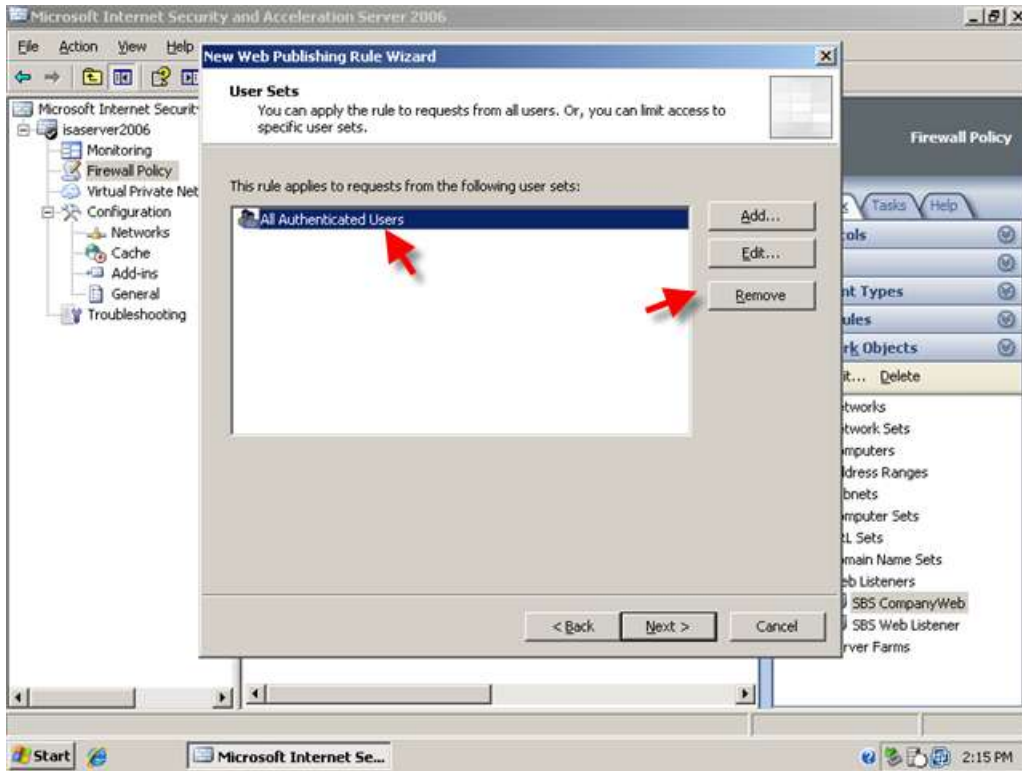 Microsoft Internet Security and Acceleration Server 2006
File Action View Help
New Web Publishing Rule Wizard
User Sets
You can apply the rule to requests from all users. Or, you can limit access to
specific user sets.
This rule applies to requests from the following user sets:
All Authenticated Users
Add...
Edit...
Remove
< Back Next > Cancel
Microsoft Internet Securit
isaserver2006
Monitoring
Firewall Policy
Virtual Private Net
Configuration
Networks
Cache
Add-ins
General
Troubleshooting
Firewall Policy
Tasks Help
cols
nt Types
ules
rk Objects
it... Delete
tworks
twork Sets
mputers
ddress Ranges
bnets
mputer Sets
RL Sets
main Name Sets
eb Listeners
SBS CompanyWeb
SBS Web Listener
rver Farms
Start Microsoft Internet Se... 2:15 PM